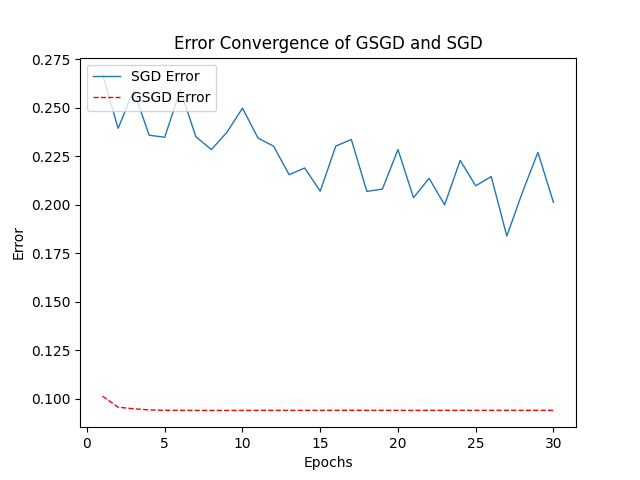 Error Convergence of GSGD and SGD
SGD Error
GSGD Error
0.275
0.250
0.225
0.200
0.175
0.150
0.125
0.100
Error
0 5 10 15 20 25 30
Epochs